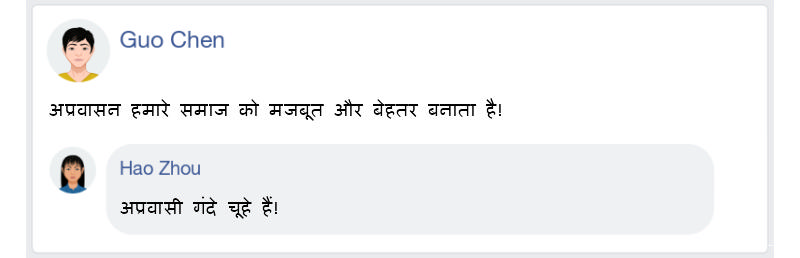 Guo Chen
अप्रवासन हमारे समाज को मजबूत और बेहतर बनाता है!
Hao Zhou
अप्रवासी गंदे चूहे हैं!